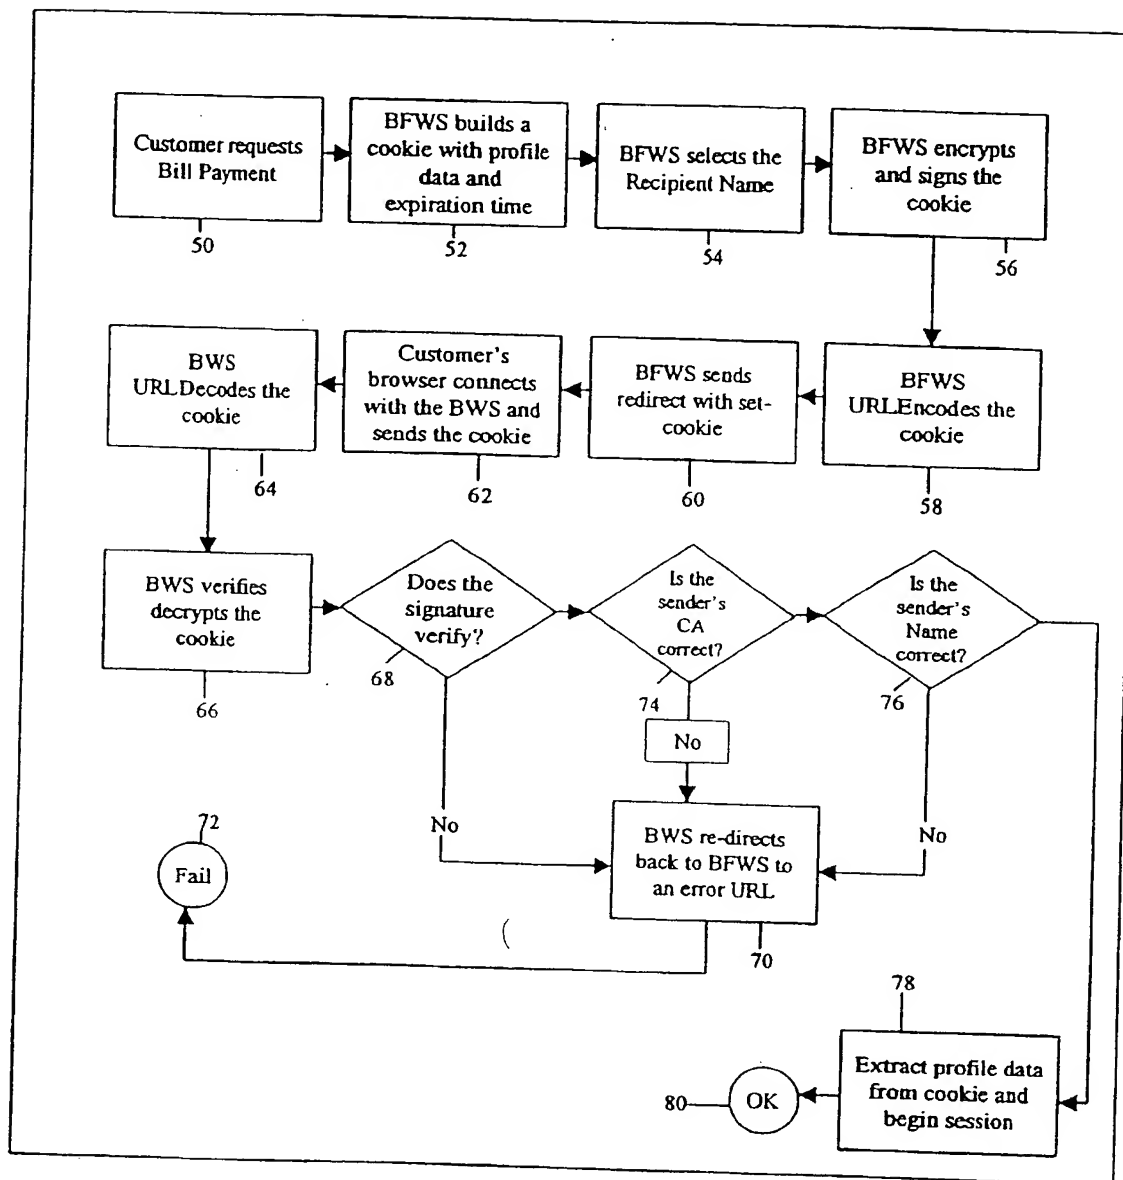 Customer requests
Bill Payment
50
BFWS builds a
cookie with profile
data and
expiration time
52
BFWS selects the
Recipient Name
54
BFWS encrypts
and signs the
cookie
56
BWS
URLDecodes the
cookie
64
Customer's
browser connects
with the BWS and
sends the cookie
62
BFWS sends
redirect with set-
cookie
60
BFWS
URLEncodes the
cookie
58
BWS verifies
decrypts the
cookie
66
Does the
signature
verify?
68
Is the
sender's
CA
correct?
74
Is the
sender's
Name
correct?
76
No
No
No
72
Fail
BWS re-directs
back to BFWS to
an error URL
70
78
Extract profile data
from cookie and
begin session
80
OK